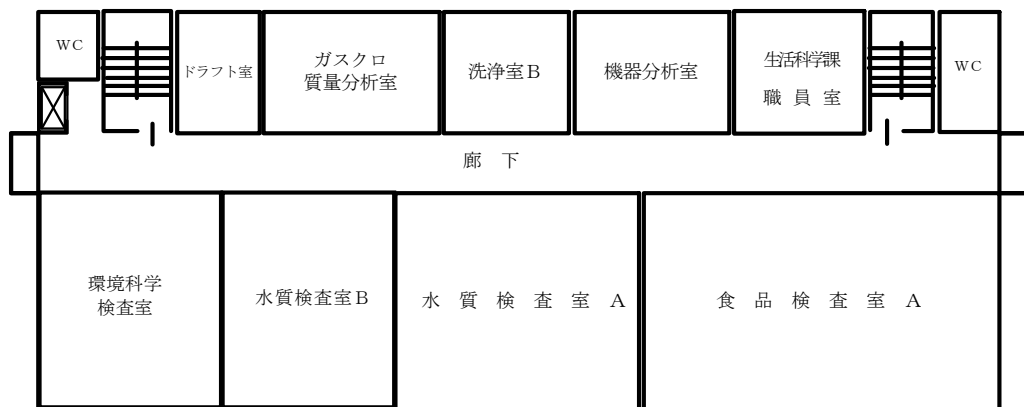 WC
ドラフト室
ガスクロ
質量分析室
洗浄室B
機器分析室
生活科学課
職員室
WC
廊下
環境科学
検査室
水質検査室B
水質検査室A
食品検査室A